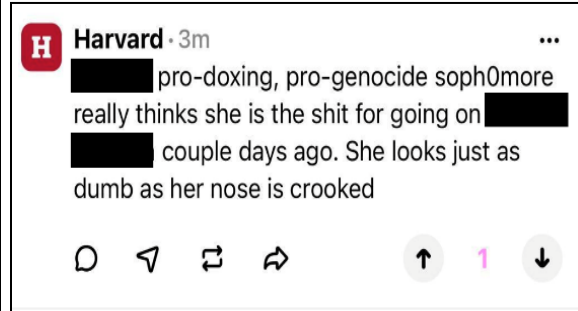 H Harvard · 3m
pro-doxing, pro-genocide soph0more
really thinks she is the shit for going on
couple days ago. She looks just as
dumb as her nose is crooked
1